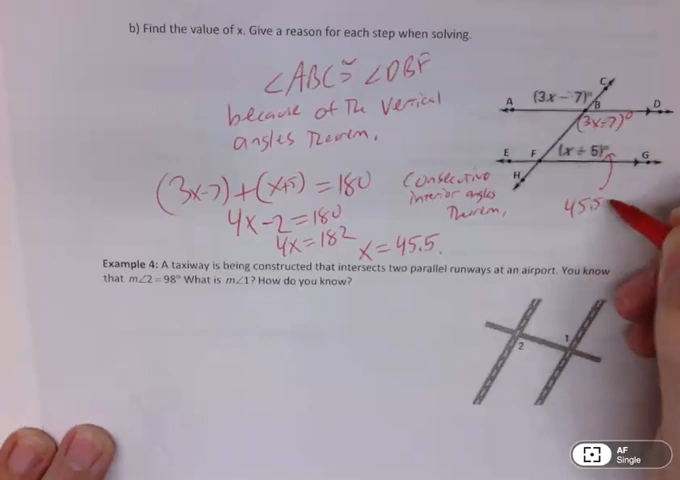 b) Find the value of x. Give a reason for each step when solving.
∠ABC ≅ ∠DBF
because of The Vertical
angles Theorem.
(3x-7)+(x+5)=180
4x-2=180
4x=182
x=45.5.
Consecutive
interior angles
Theorem,
C
(3x − 7)°
A
B
D
(3x-7)°
E
F
(x + 5)°
G
H
45.5
Example 4: A taxiway is being constructed that intersects two parallel runways at an airport. You know
that m∠2 = 98° What is m∠1? How do you know?
1
2
AF
Single